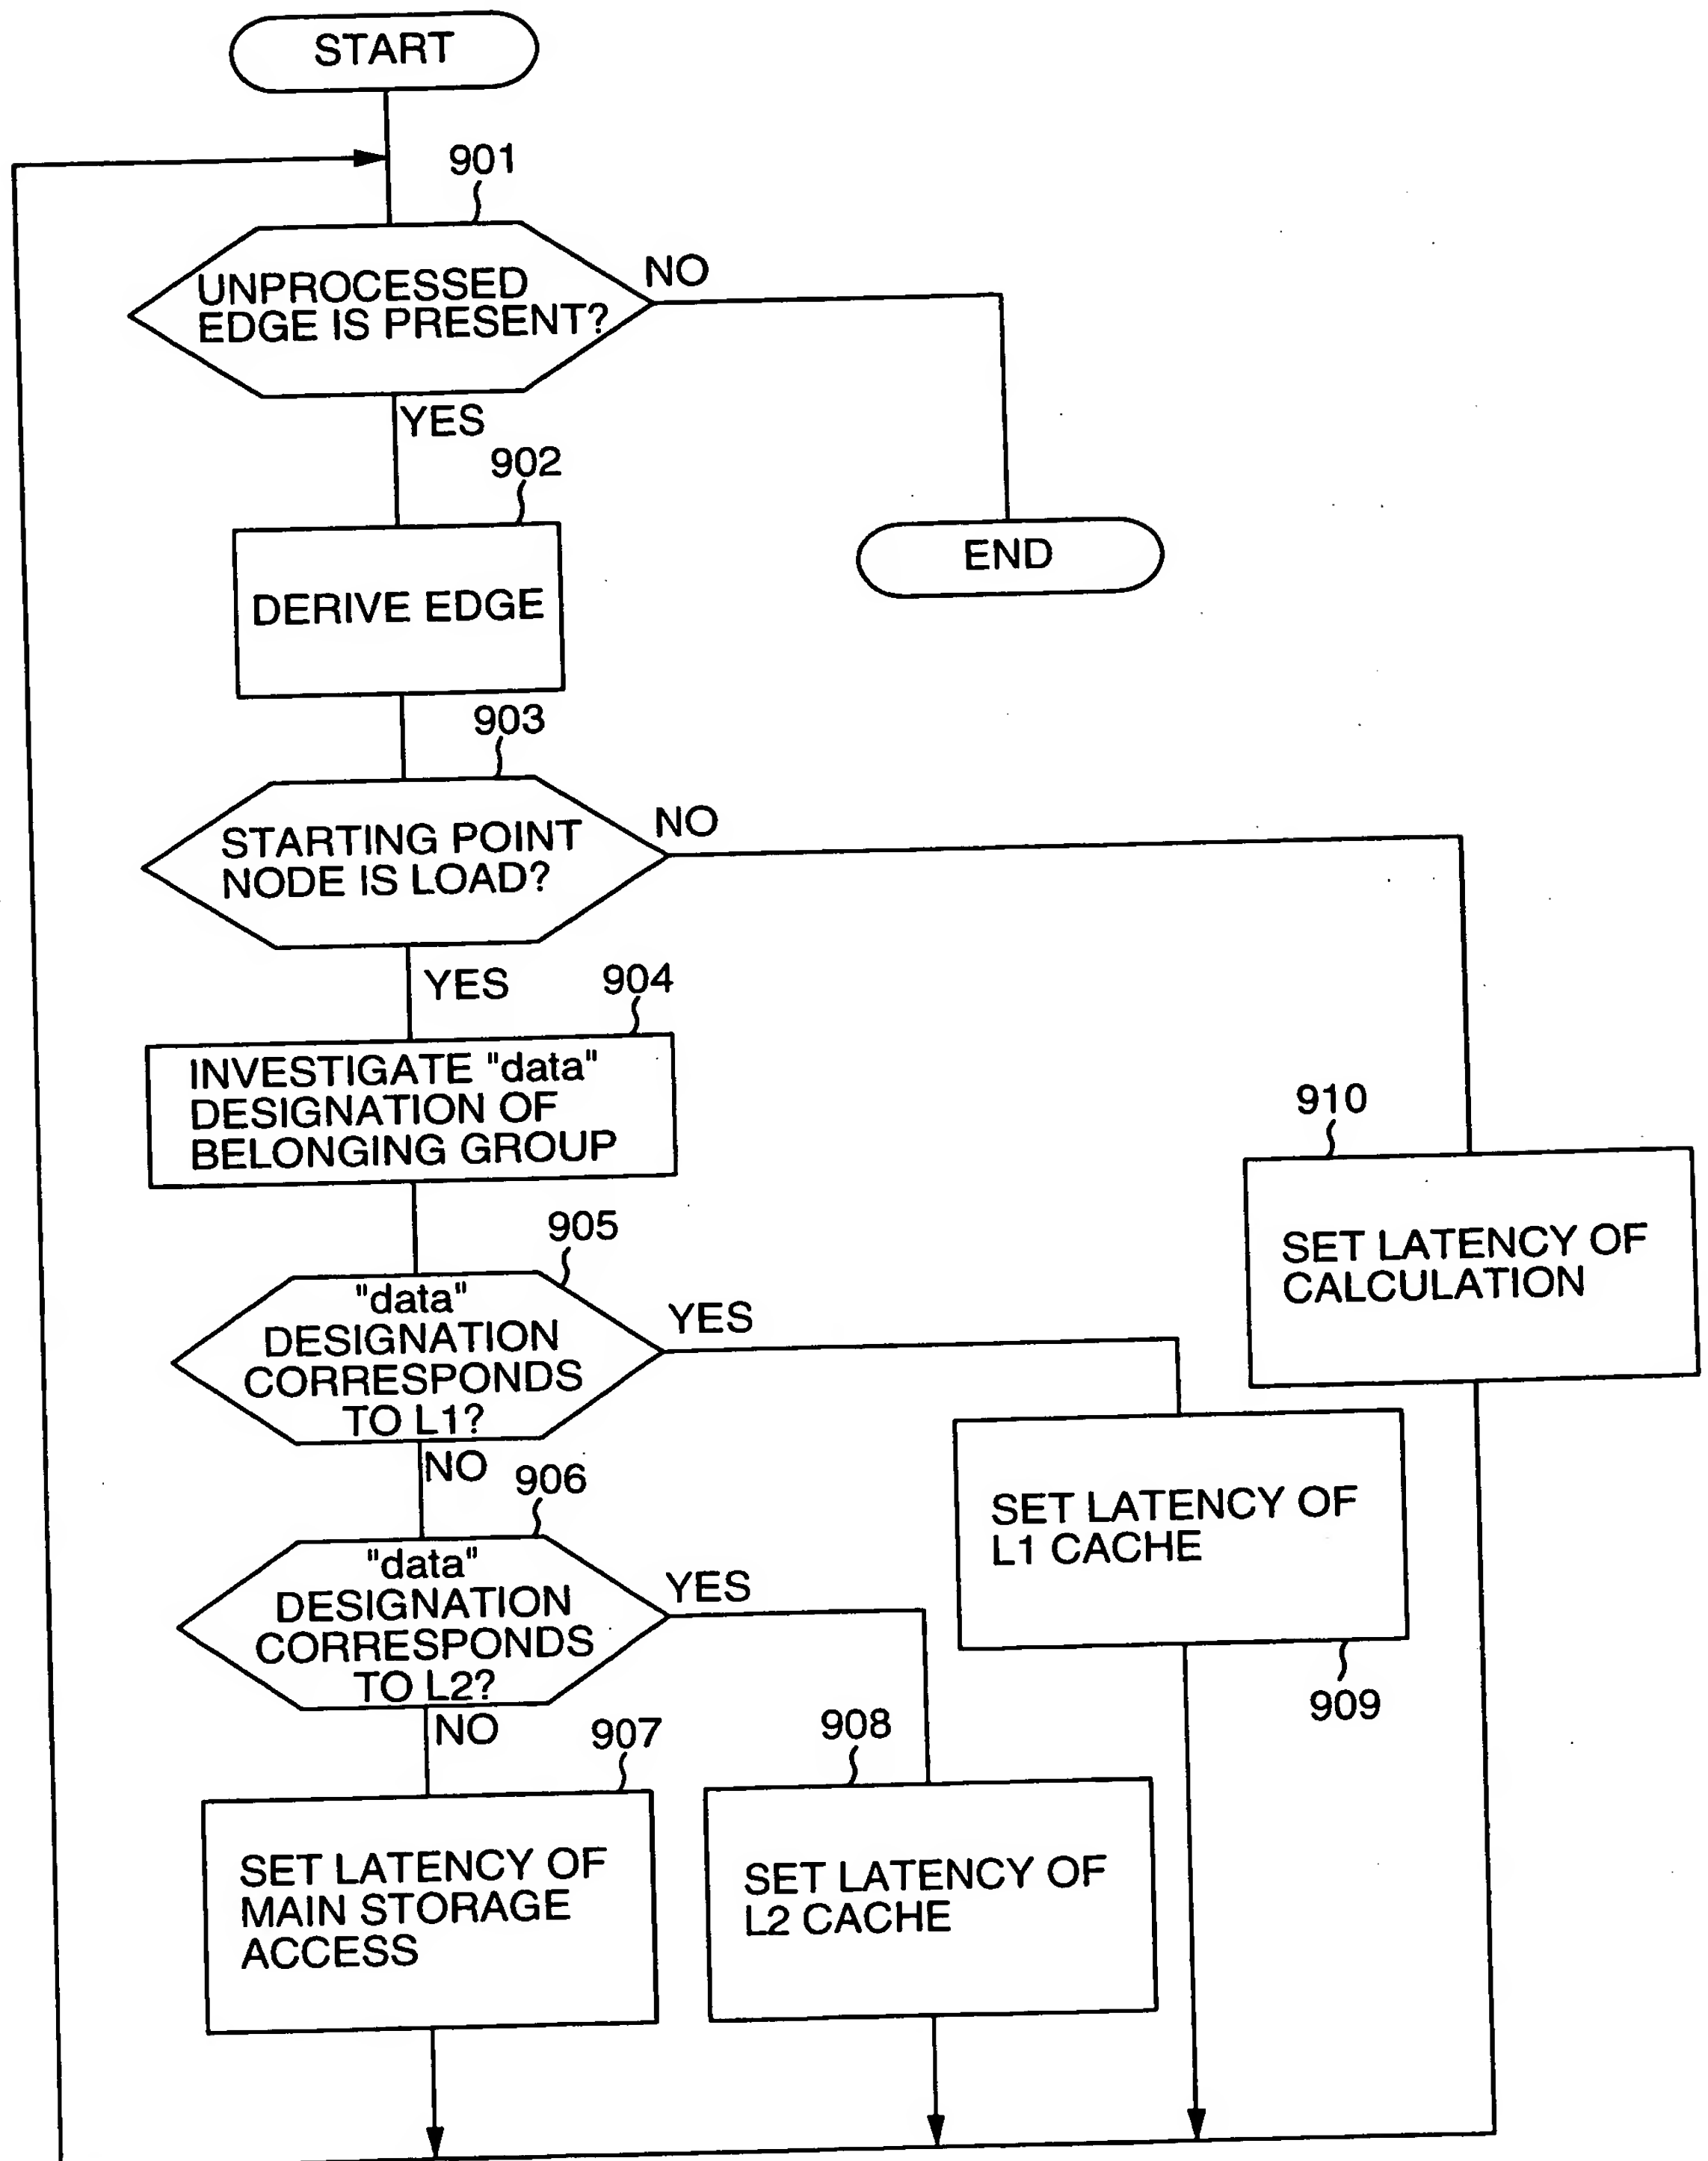 START
901
UNPROCESSED
EDGE IS PRESENT?
NO
YES
902
DERIVE EDGE
END
903
STARTING POINT
NODE IS LOAD?
NO
YES
904
INVESTIGATE "data"
DESIGNATION OF
BELONGING GROUP
910
SET LATENCY OF
CALCULATION
905
"data"
DESIGNATION
CORRESPONDS
TO L1?
YES
NO
SET LATENCY OF
L1 CACHE
909
906
"data"
DESIGNATION
CORRESPONDS
TO L2?
YES
NO
907
SET LATENCY OF
MAIN STORAGE
ACCESS
908
SET LATENCY OF
L2 CACHE